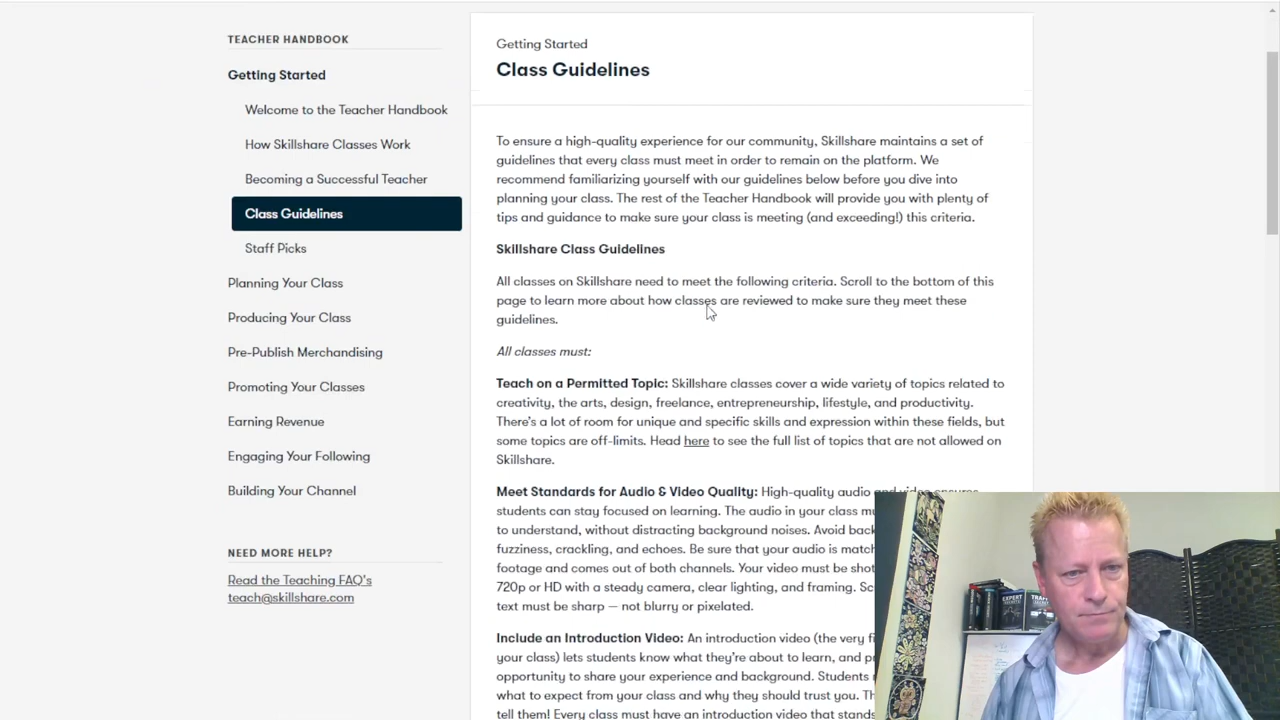 TEACHER HANDBOOK
Getting Started
Welcome to the Teacher Handbook
How Skillshare Classes Work
Becoming a Successful Teacher
Class Guidelines
Staff Picks
Planning Your Class
Producing Your Class
Pre-Publish Merchandising
Promoting Your Classes
Earning Revenue
Engaging Your Following
Building Your Channel
NEED MORE HELP?
Read the Teaching FAQ's
teach@skillshare.com
Getting Started
Class Guidelines
To ensure a high-quality experience for our community, Skillshare maintains a set of
guidelines that every class must meet in order to remain on the platform. We
recommend familiarizing yourself with our guidelines below before you dive into
planning your class. The rest of the Teacher Handbook will provide you with plenty of
tips and guidance to make sure your class is meeting (and exceeding!) this criteria.
Skillshare Class Guidelines
All classes on Skillshare need to meet the following criteria. Scroll to the bottom of this
page to learn more about how classes are reviewed to make sure they meet these
guidelines.
All classes must:
Teach on a Permitted Topic: Skillshare classes cover a wide variety of topics related to
creativity, the arts, design, freelance, entrepreneurship, lifestyle, and productivity.
There's a lot of room for unique and specific skills and expression within these fields, but
some topics are off-limits. Head here to see the full list of topics that are not allowed on
Skillshare.
Meet Standards for Audio & Video Quality: High-quality audio and video ensures
students can stay focused on learning. The audio in your class
to understand, without distracting background noises. Avoid
fuzziness, crackling, and echoes. Be sure that your audio is
footage and comes out of both channels. Your video must be
720p or HD with a steady camera, clear lighting, and framing.
text must be sharp — not blurry or pixelated.
Include an Introduction Video: An introduction video (the very
your class) lets students know what they're about to learn, and
opportunity to share your experience and background. Students
what to expect from your class and why they should trust you.
tell them! Every class must have an introduction video that
EXPERT